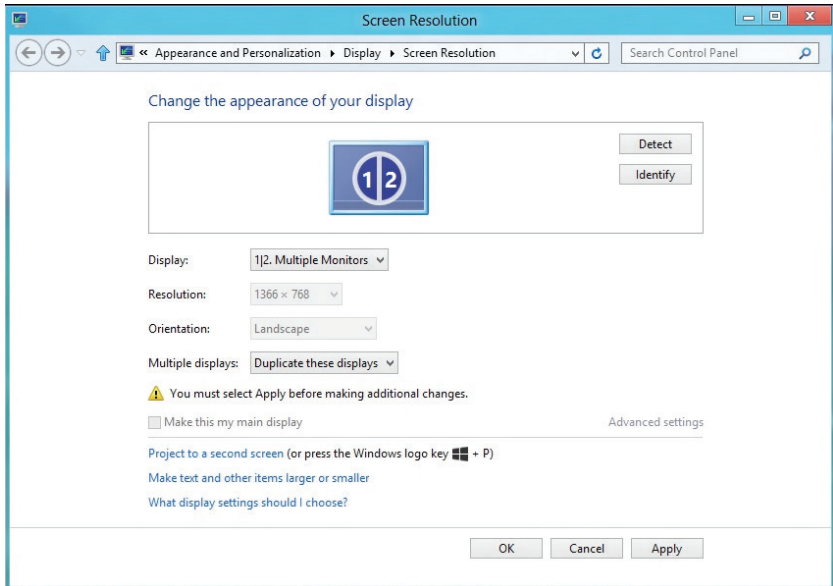 Screen Resolution
« Appearance and Personalization ▸ Display ▸ Screen Resolution
Search Control Panel
Change the appearance of your display
1|2
Detect
Identify
Display: 1|2. Multiple Monitors
Resolution: 1366 × 768
Orientation: Landscape
Multiple displays: Duplicate these displays
You must select Apply before making additional changes.
Make this my main display Advanced settings
Project to a second screen (or press the Windows logo key + P)
Make text and other items larger or smaller
What display settings should I choose?
OK Cancel Apply